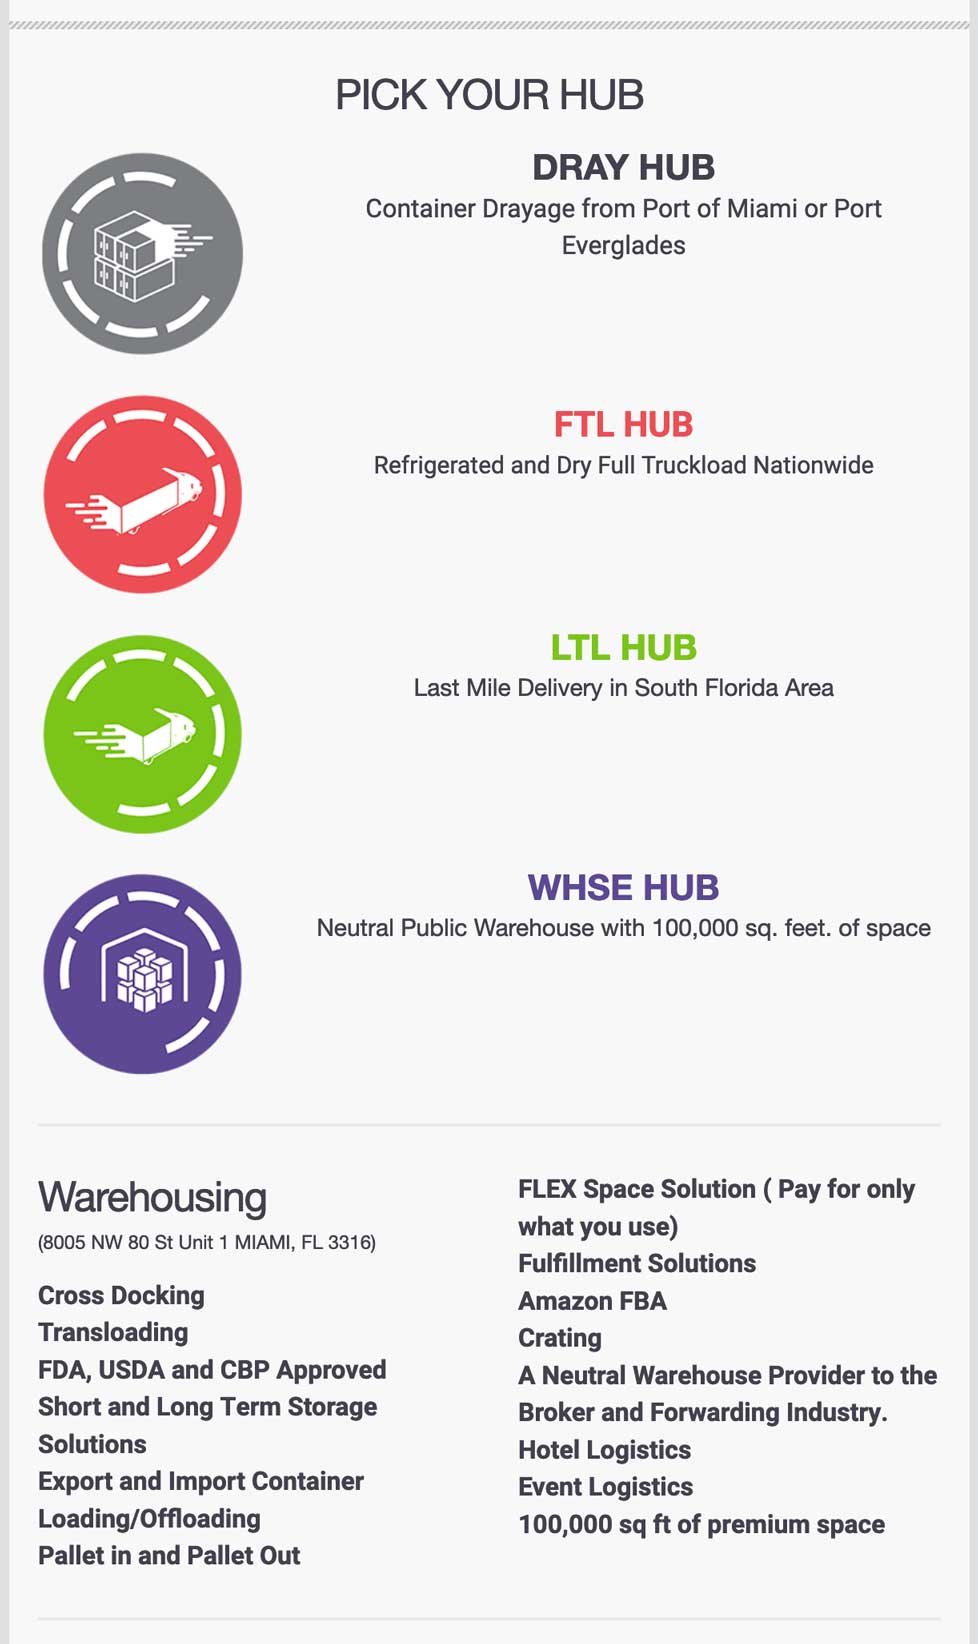 PICK YOUR HUB
DRAY HUB
Container Drayage from Port of Miami or Port
Everglades
FTL HUB
Refrigerated and Dry Full Truckload Nationwide
LTL HUB
Last Mile Delivery in South Florida Area
WHSE HUB
Neutral Public Warehouse with 100,000 sq. feet. of space
Warehousing
(8005 NW 80 St Unit 1 MIAMI, FL 3316)
Cross Docking
Transloading
FDA, USDA and CBP Approved
Short and Long Term Storage
Solutions
Export and Import Container
Loading/Offloading
Pallet in and Pallet Out
FLEX Space Solution ( Pay for only
what you use)
Fulfillment Solutions
Amazon FBA
Crating
A Neutral Warehouse Provider to the
Broker and Forwarding Industry.
Hotel Logistics
Event Logistics
100,000 sq ft of premium space